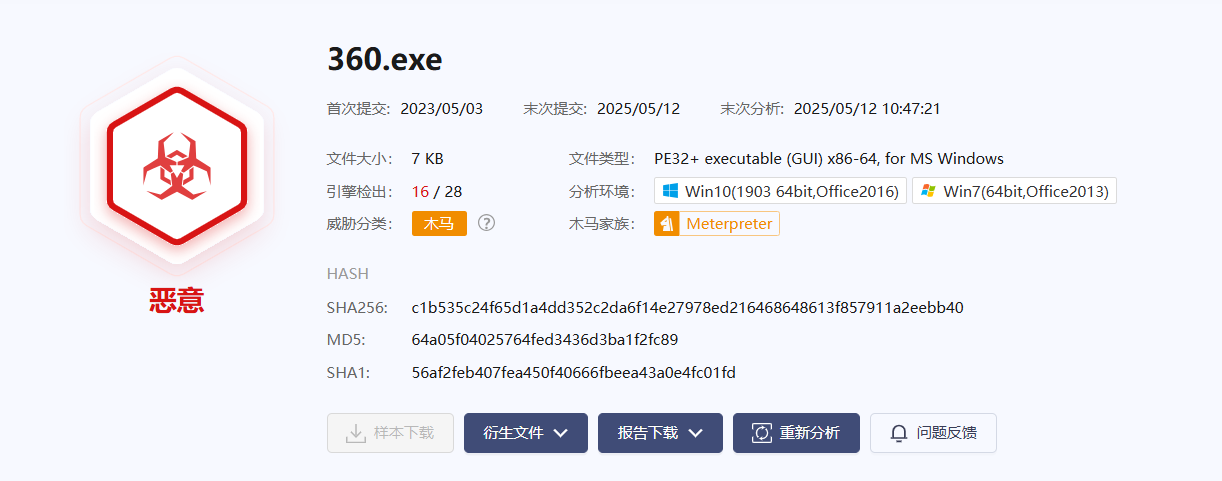 360.exe
首次提交: 2023/05/03 末次提交: 2025/05/12 末次分析: 2025/05/12 10:47:21
文件大小: 7 KB 文件类型: PE32+ executable (GUI) x86-64, for MS Windows
引擎检出: 16 / 28 分析环境: Win10(1903 64bit,Office2016) Win7(64bit,Office2013)
威胁分类: 木马 ? 木马家族: Meterpreter
恶意
HASH
SHA256: c1b535c24f65d1a4dd352c2da6f14e27978ed216468648613f857911a2eebb40
MD5: 64a05f04025764fed3436d3ba1f2fc89
SHA1: 56af2feb407fea450f40666fbeea43a0e4fc01fd
样本下载 衍生文件 报告下载 重新分析 问题反馈